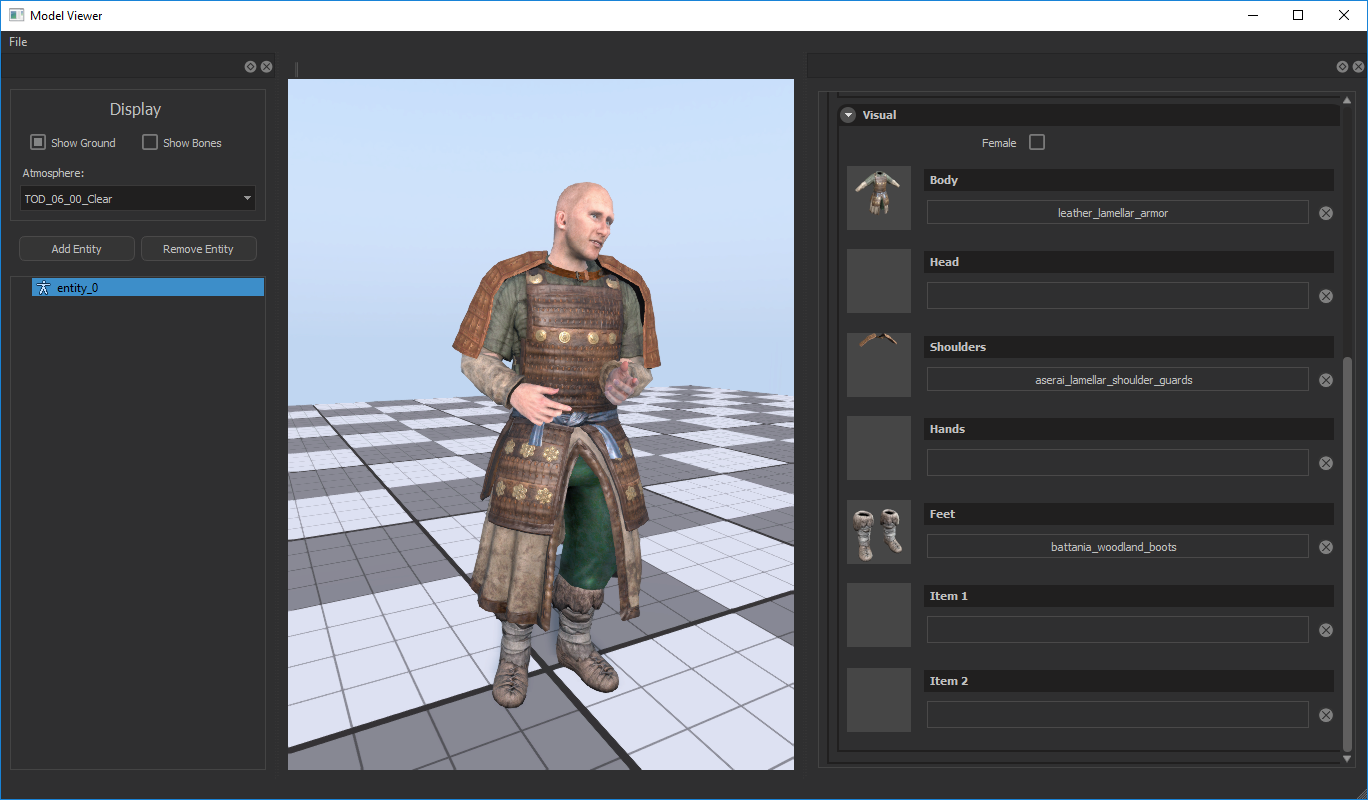 Model Viewer
File
Display
Show Ground
Show Bones
Atmosphere:
TOD_06_00_Clear
Add Entity
Remove Entity
entity_0
Visual
Female
Body
leather_lamellar_armor
Head
Shoulders
aserai_lamellar_shoulder_guards
Hands
Feet
battania_woodland_boots
Item 1
Item 2